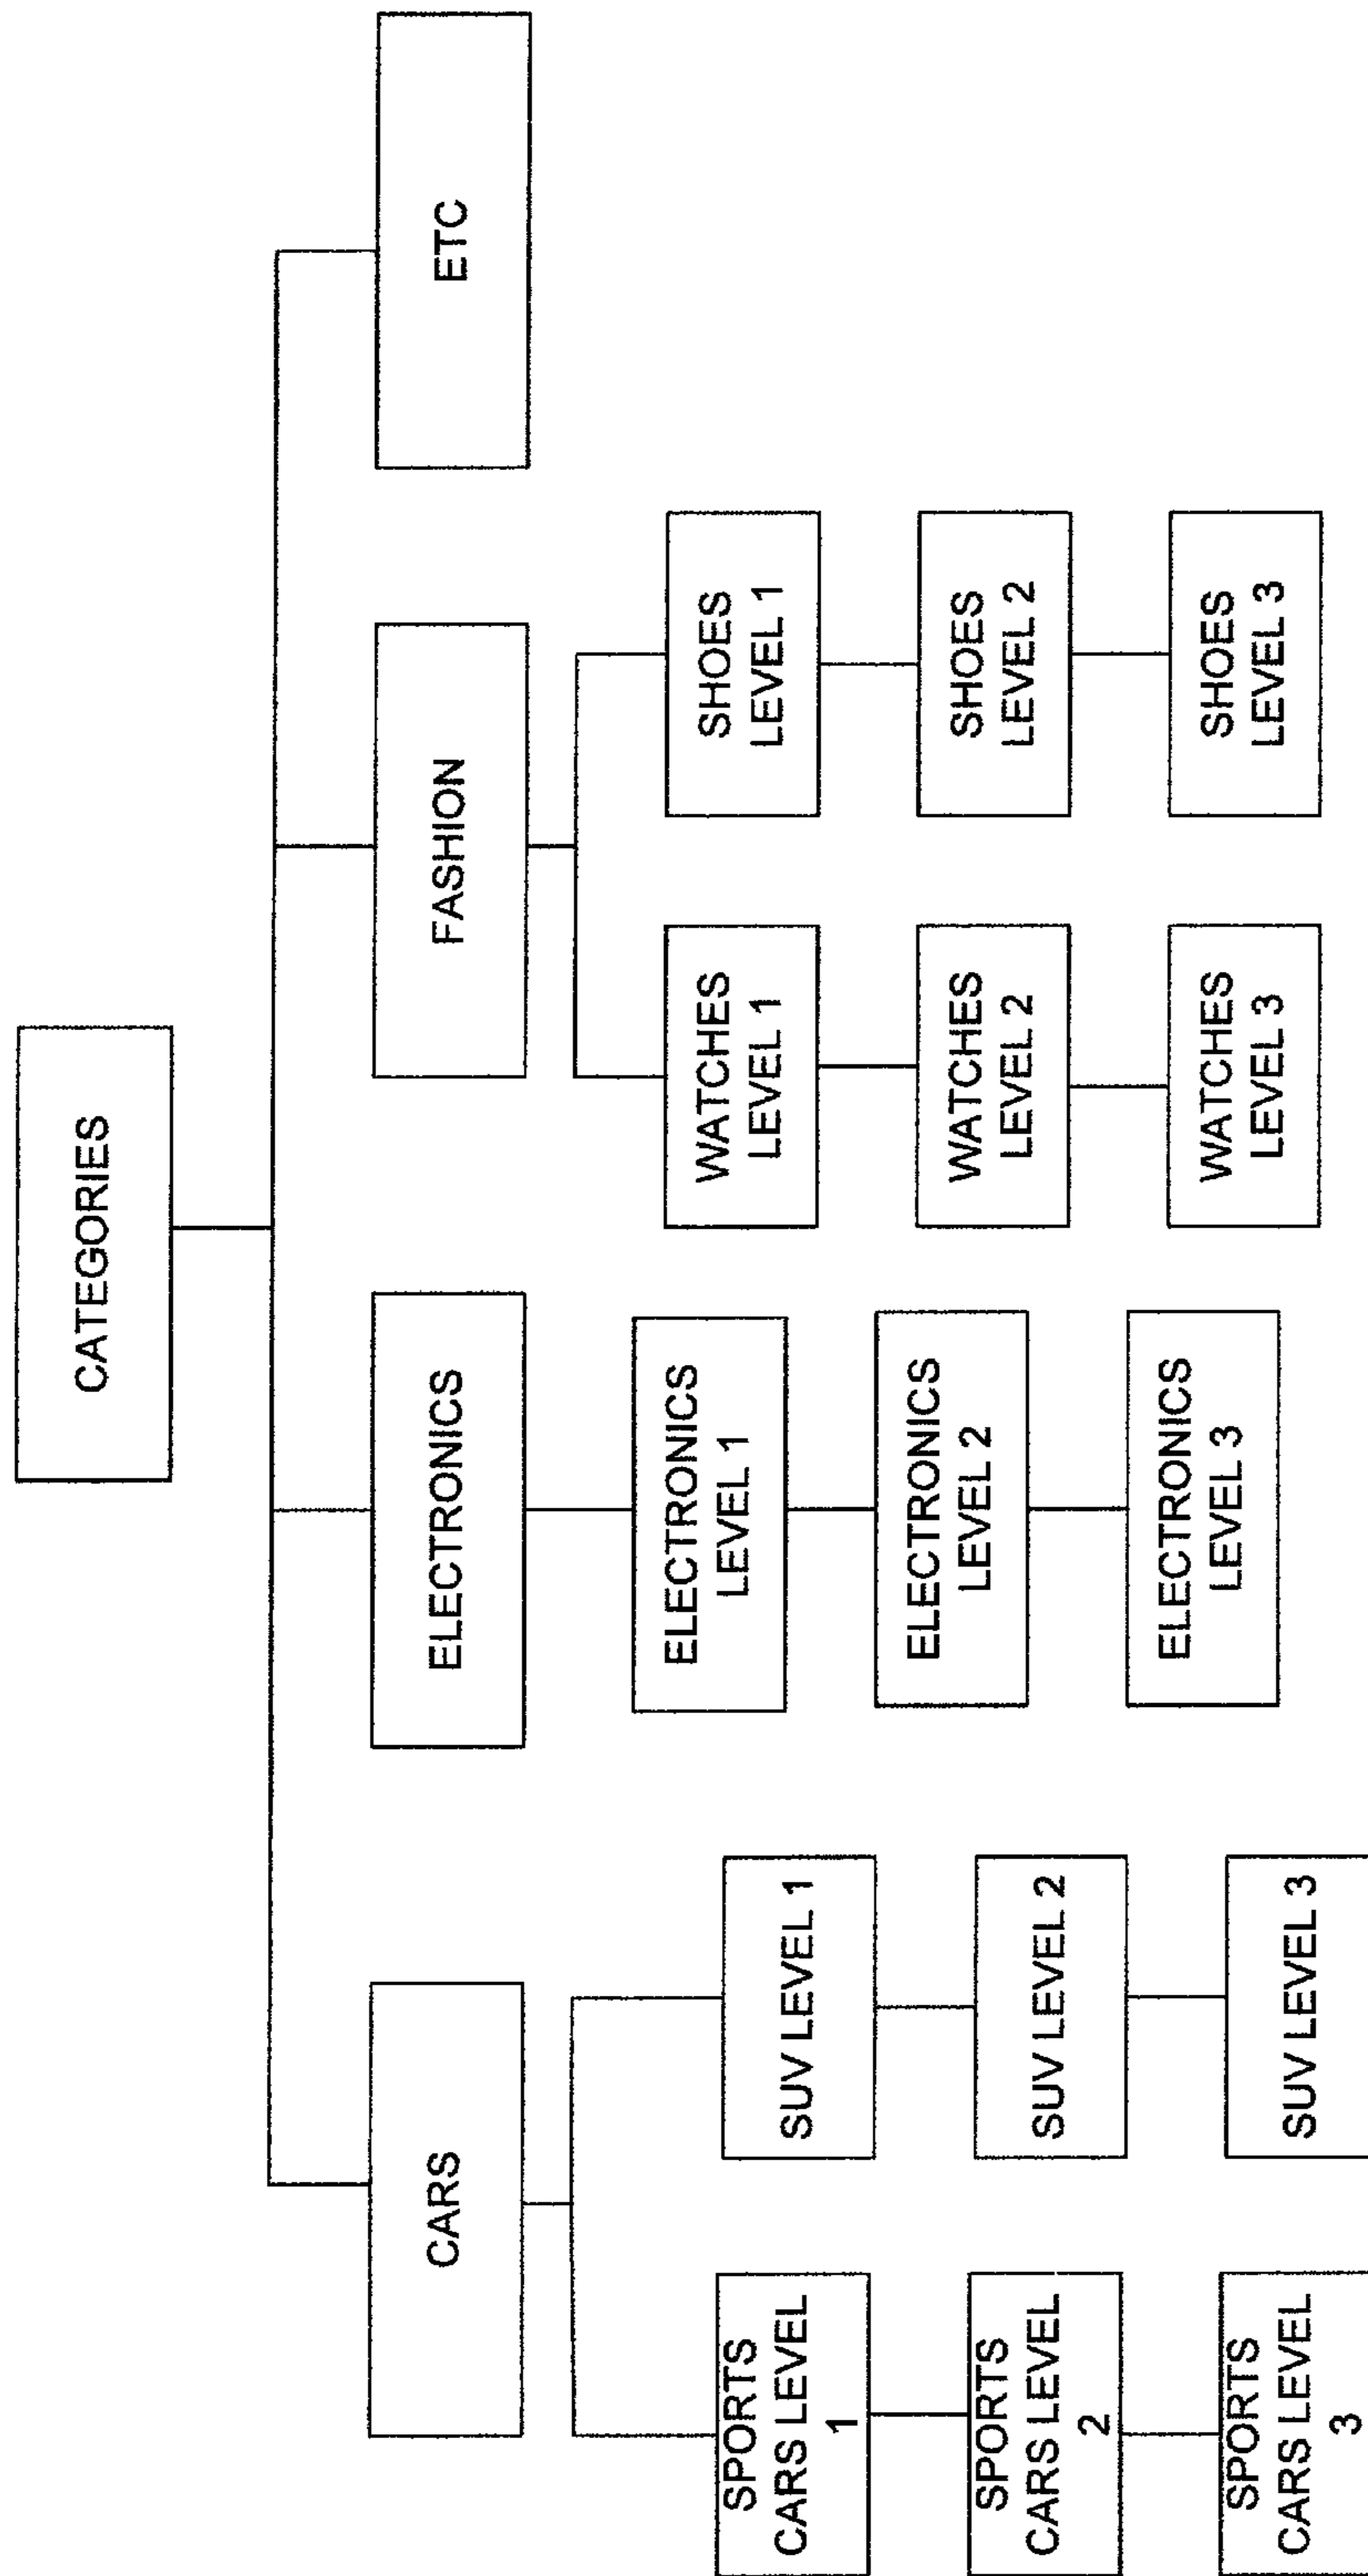 CATEGORIES
CARS
ELECTRONICS
FASHION
ETC
SPORTS
CARS LEVEL
1
SUV LEVEL 1
ELECTRONICS
LEVEL 1
WATCHES
LEVEL 1
SHOES
LEVEL 1
SPORTS
CARS LEVEL
2
SUV LEVEL 2
ELECTRONICS
LEVEL 2
WATCHES
LEVEL 2
SHOES
LEVEL 2
SPORTS
CARS LEVEL
3
SUV LEVEL 3
ELECTRONICS
LEVEL 3
WATCHES
LEVEL 3
SHOES
LEVEL 3